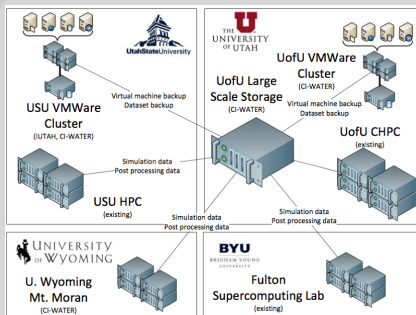 UtahStateUniversity
THE
UNIVERSITY
OF UTAH
USU VMWare
Cluster
(iUTAH, CI-WATER)
Virtual machine backup
Dataset backup
UofU Large
Scale Storage
(CI-WATER)
UofU VMWare
Cluster
(CI-WATER)
Virtual machine backup
Dataset backup
UofU CHPC
(existing)
Simulation data
Post processing data
USU HPC
(existing)
Simulation data
Post processing data
Simulation data
Post processing data
UNIVERSITY
OF WYOMING
U. Wyoming
Mt. Moran
(CI-WATER)
BYU
BRIGHAM YOUNG
UNIVERSITY
Fulton
Supercomputing Lab
(existing)